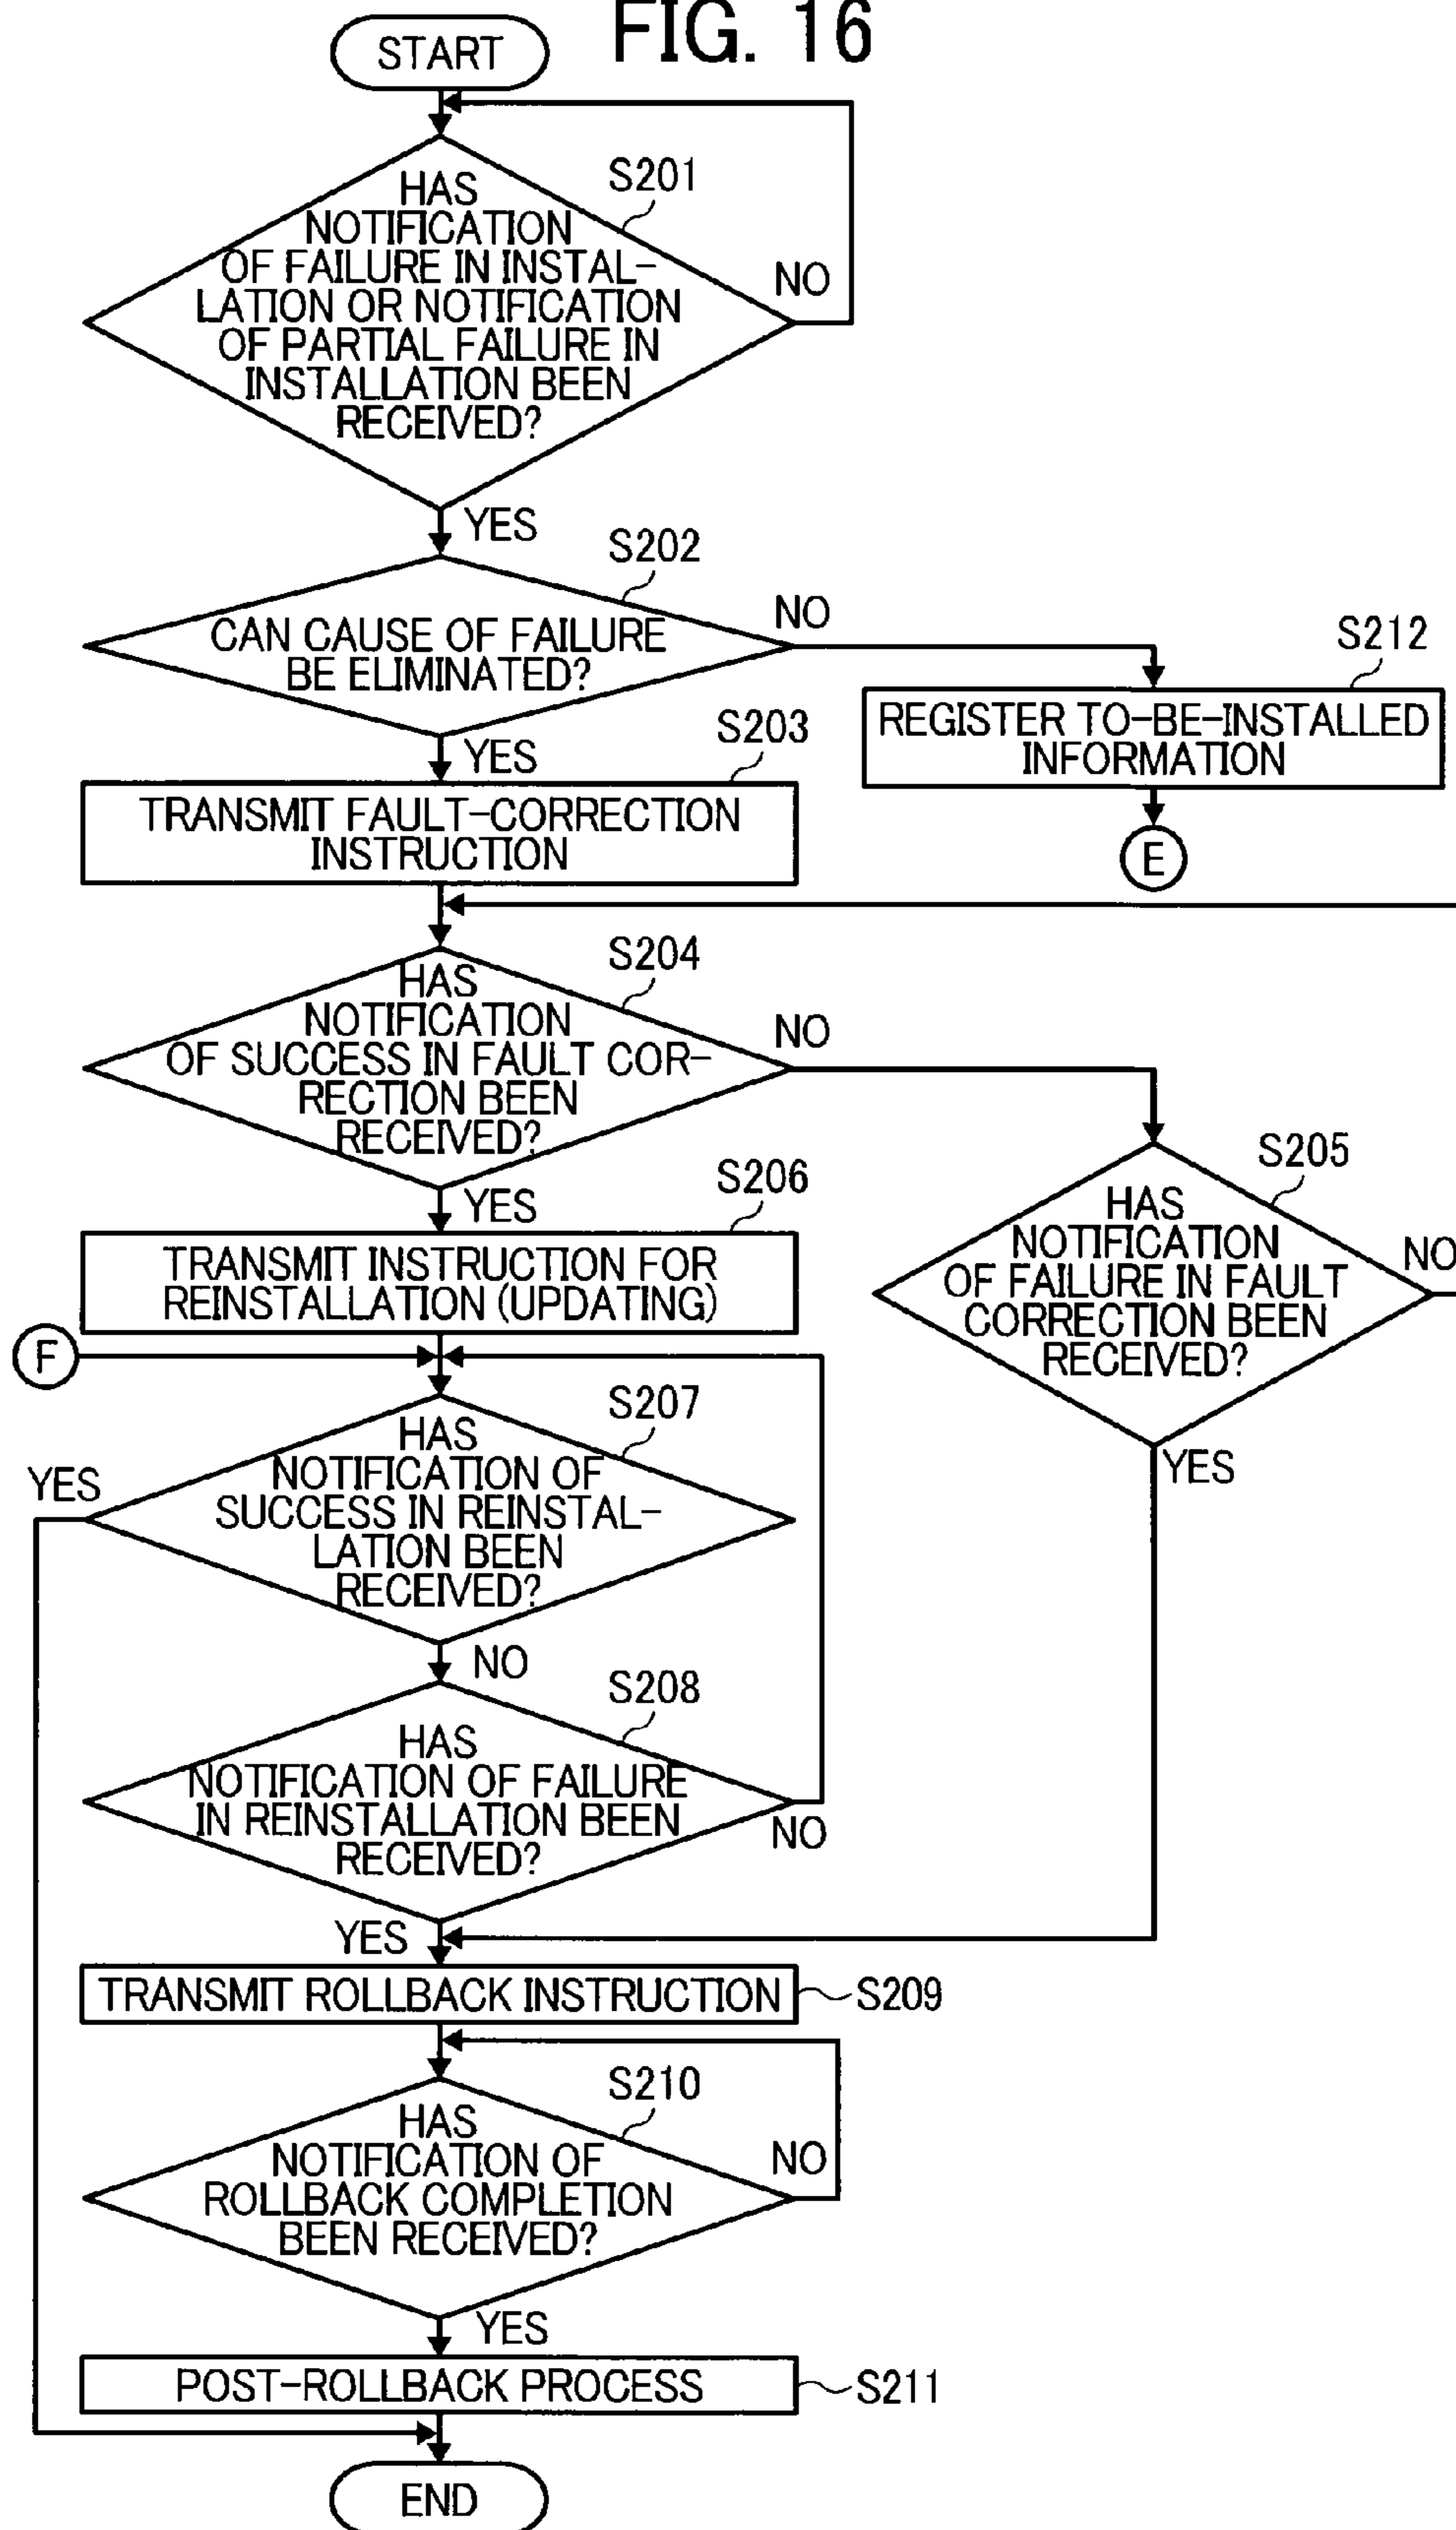 FIG. 16
START
S201
HAS
NOTIFICATION
OF FAILURE IN INSTAL-
LATION OR NOTIFICATION
OF PARTIAL FAILURE IN
INSTALLATION BEEN
RECEIVED?
NO
YES
S202
CAN CAUSE OF FAILURE
BE ELIMINATED?
NO
YES
S212
REGISTER TO-BE-INSTALLED
INFORMATION
E
S203
TRANSMIT FAULT-CORRECTION
INSTRUCTION
S204
HAS
NOTIFICATION
OF SUCCESS IN FAULT COR-
RECTION BEEN
RECEIVED?
NO
YES
S205
HAS
NOTIFICATION
OF FAILURE IN FAULT
CORRECTION BEEN
RECEIVED?
NO
YES
S206
TRANSMIT INSTRUCTION FOR
REINSTALLATION (UPDATING)
F
S207
HAS
NOTIFICATION OF
SUCCESS IN REINSTAL-
LATION BEEN
RECEIVED?
YES
NO
S208
HAS
NOTIFICATION OF FAILURE
IN REINSTALLATION BEEN
RECEIVED?
NO
YES
TRANSMIT ROLLBACK INSTRUCTION
S209
S210
HAS
NOTIFICATION OF
ROLLBACK COMPLETION
BEEN RECEIVED?
NO
YES
POST-ROLLBACK PROCESS
S211
END